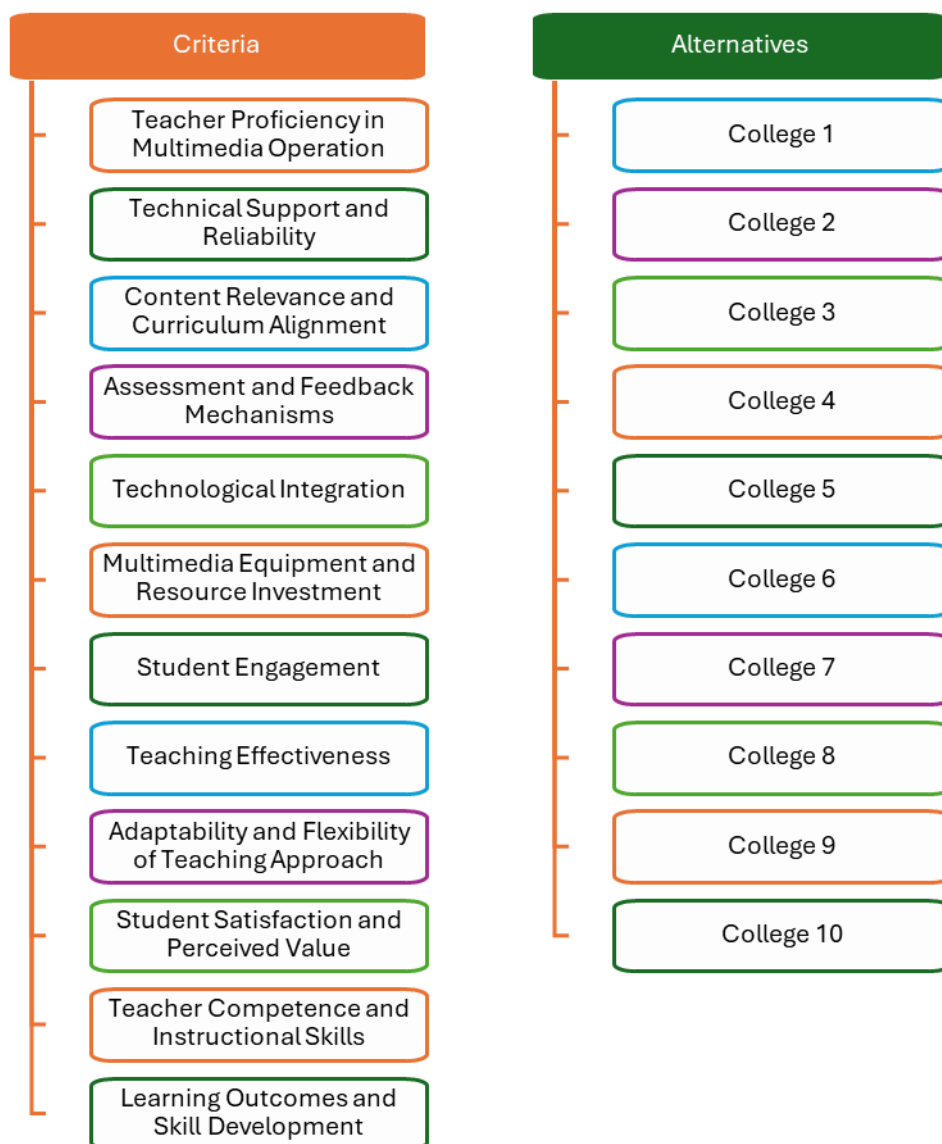 Criteria
Teacher Proficiency in
Multimedia Operation
Technical Support and
Reliability
Content Relevance and
Curriculum Alignment
Assessment and Feedback
Mechanisms
Technological Integration
Multimedia Equipment and
Resource Investment
Student Engagement
Teaching Effectiveness
Adaptability and Flexibility
of Teaching Approach
Student Satisfaction and
Perceived Value
Teacher Competence and
Instructional Skills
Learning Outcomes and
Skill Development
Alternatives
College 1
College 2
College 3
College 4
College 5
College 6
College 7
College 8
College 9
College 10